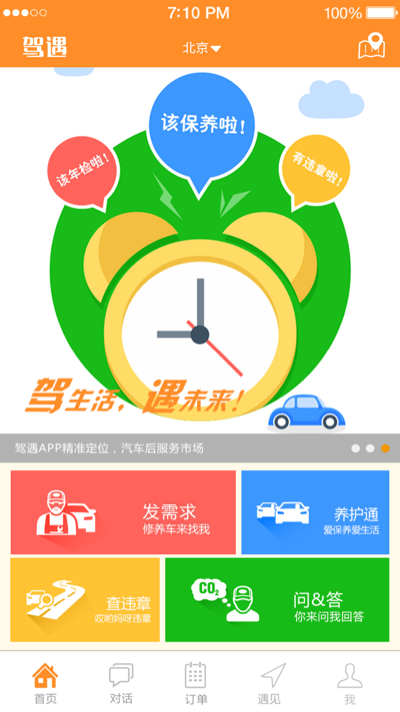 7:10 PM
100%
驾遇
北京
该保养啦!
该年检啦!
有违章啦!
驾生活,遇未来!
驾遇APP精准定位，汽车后服务市场
发需求
修养车来找我
养护通
爱保养爱生活
查违章
哎哟妈呀违章
CO2
问&答
你来问我回答
首页
对话
订单
遇见
我